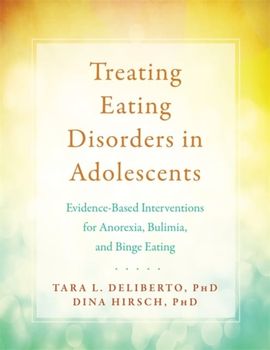 Treating
Eating
Disorders in
Adolescents
Evidence-Based Interventions
for Anorexia, Bulimia,
and Binge Eating
· · · · ·
TARA L. DELIBERTO, PHD
DINA HIRSCH, PHD